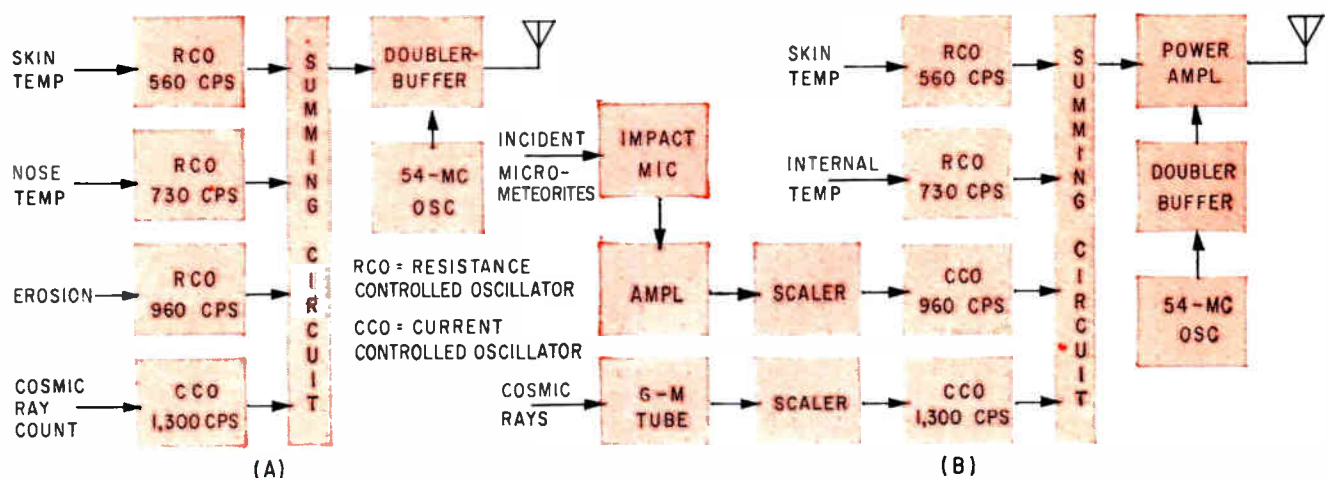 SKIN
TEMP
RCO
560 CPS
NOSE
TEMP
RCO
730 CPS
EROSION
RCO
960 CPS
COSMIC
RAY
COUNT
CCO
1,300 CPS
SUMMING CIRCUIT
DOUBLER-
BUFFER
54-MC
OSC
RCO = RESISTANCE
CONTROLLED OSCILLATOR
CCO = CURRENT
CONTROLLED OSCILLATOR
(A)
INCIDENT
MICRO-
METEORITES
IMPACT
MIC
AMPL
SCALER
COSMIC
RAYS
G-M
TUBE
SCALER
SKIN
TEMP
RCO
560 CPS
INTERNAL
TEMP
RCO
730 CPS
CCO
960 CPS
CCO
1,300 CPS
SUMMING CIRCUIT
POWER
AMPL
DOUBLER
BUFFER
54-MC
OSC
(B)